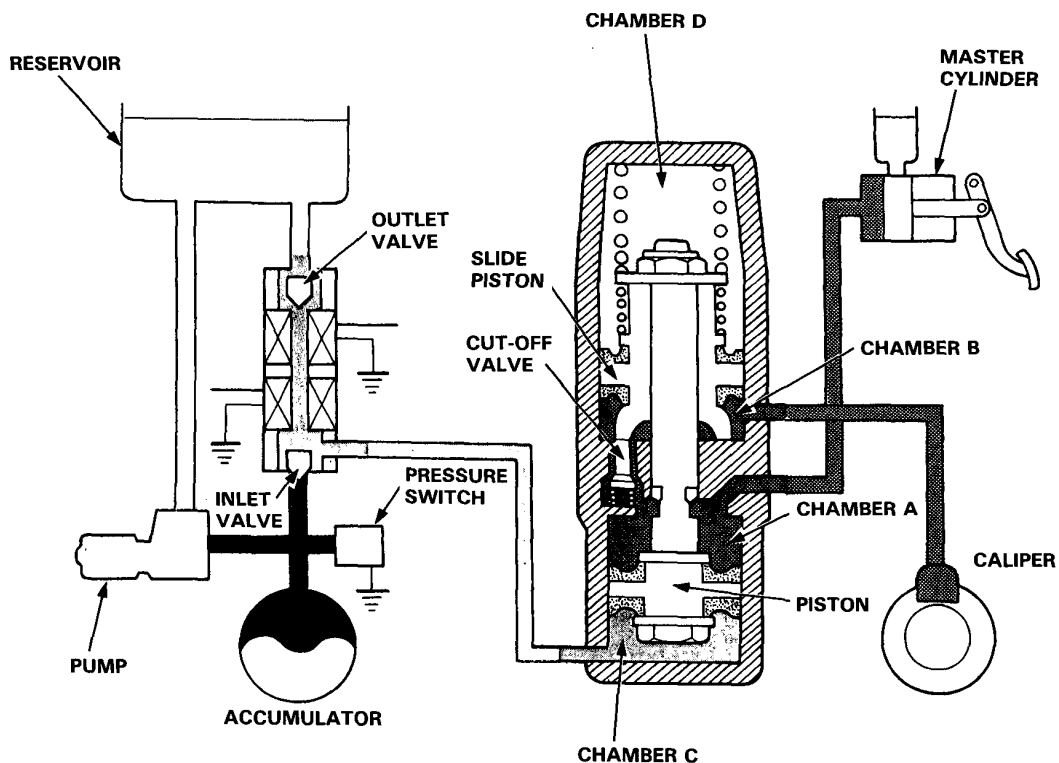 CHAMBER D
RESERVOIR
MASTER
CYLINDER
OUTLET
VALVE
SLIDE
PISTON
CUT-OFF
VALVE
CHAMBER B
PRESSURE
SWITCH
INLET
VALVE
CHAMBER A
CALIPER
PISTON
PUMP
ACCUMULATOR
CHAMBER C